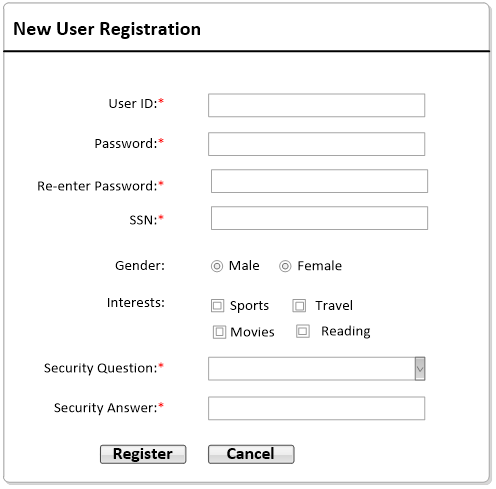 New User Registration
User ID:*
Password:*
Re-enter Password:*
SSN:*
Gender: Male Female
Interests: Sports Travel
Movies Reading
Security Question:*
Security Answer:*
Register Cancel